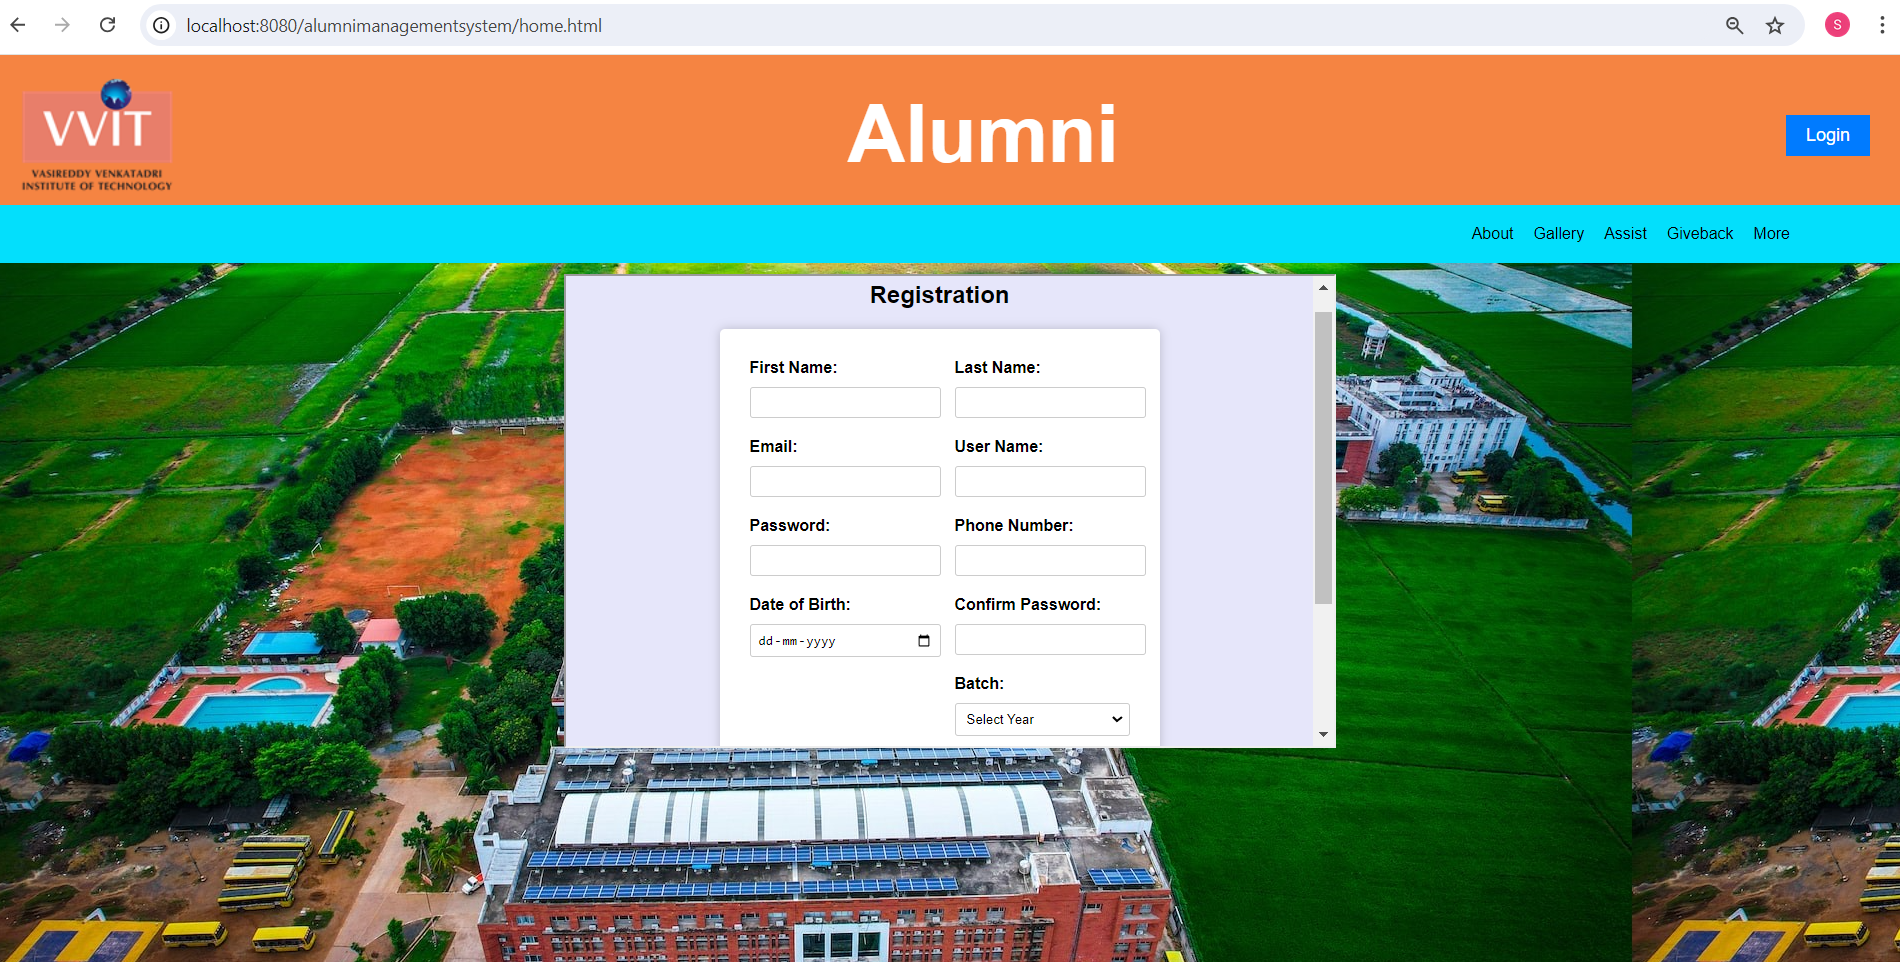 localhost:8080/alumnimanagementsystem/home.html
S
VVIT
VASIREDDY VENKATADRI
INSTITUTE OF TECHNOLOGY
Alumni
Login
About Gallery Assist Giveback More
Registration
First Name: Last Name:
Email: User Name:
Password: Phone Number:
Date of Birth: Confirm Password:
dd-mm-yyyy
Batch:
Select Year